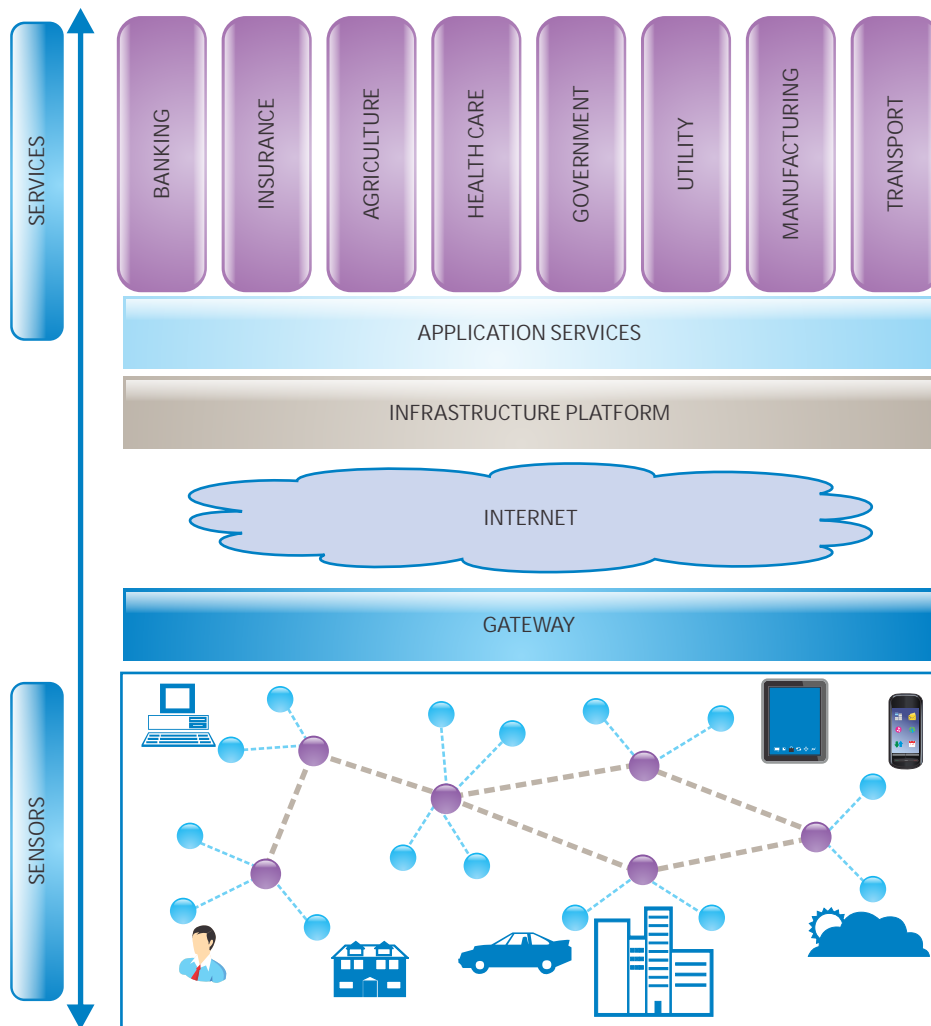 SERVICES
BANKING
INSURANCE
AGRICULTURE
HEALTH CARE
GOVERNMENT
UTILITY
MANUFACTURING
TRANSPORT
APPLICATION SERVICES
INFRASTRUCTURE PLATFORM
INTERNET
GATEWAY
SENSORS